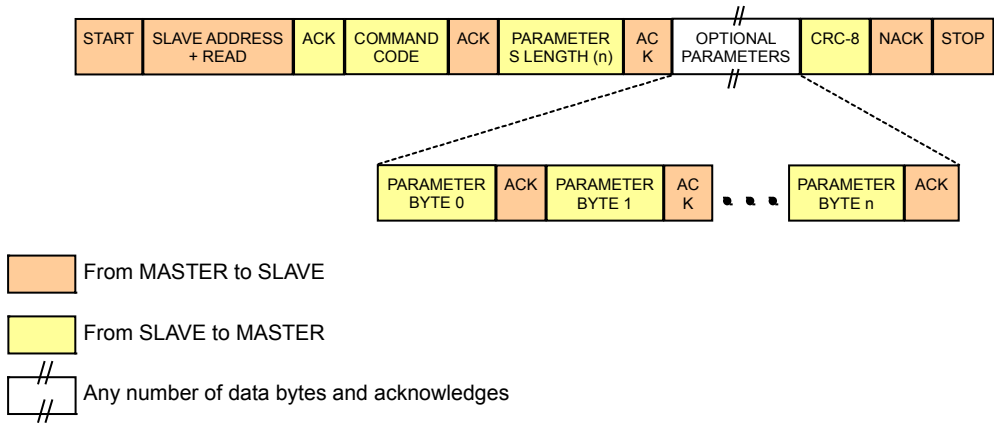 START SLAVE ADDRESS ACK COMMAND ACK PARAMETER AC OPTIONAL CRC-8 NACK STOP
+ READ CODE S LENGTH (n) K PARAMETERS
PARAMETER ACK PARAMETER AC PARAMETER ACK
BYTE 0 BYTE 1 K BYTE n
From MASTER to SLAVE
From SLAVE to MASTER
Any number of data bytes and acknowledges